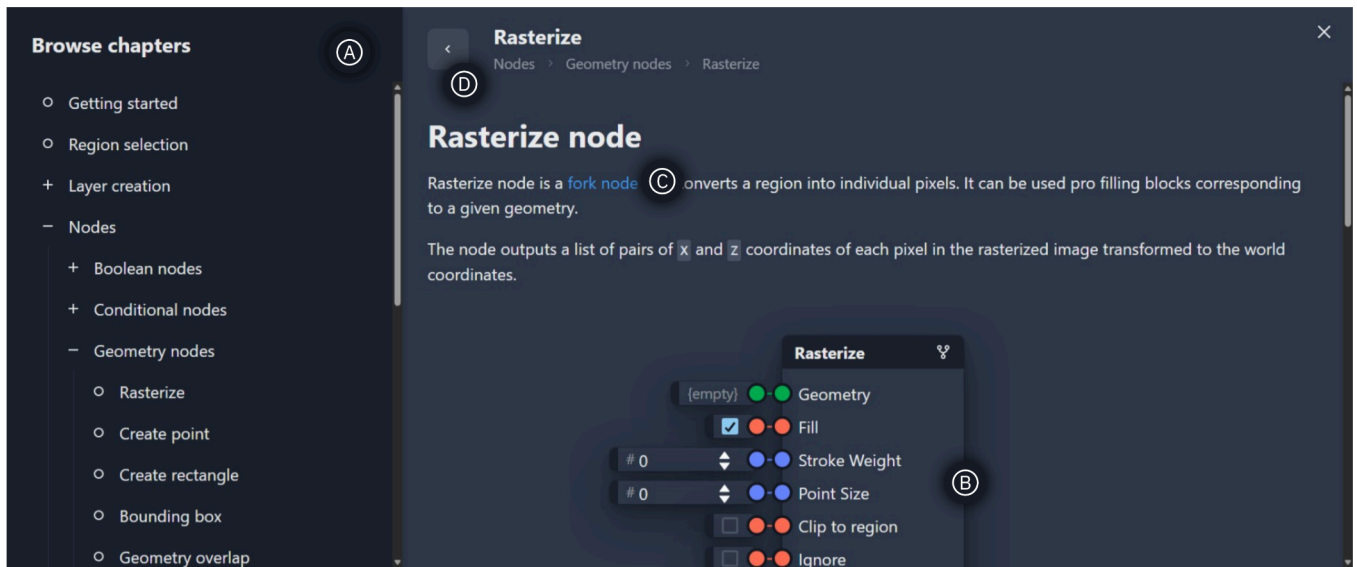 Browse chapters
Ⓐ
Getting started
Region selection
+ Layer creation
− Nodes
+ Boolean nodes
+ Conditional nodes
− Geometry nodes
Rasterize
Create point
Create rectangle
Bounding box
Geometry overlap
Rasterize
Nodes › Geometry nodes › Rasterize
Ⓓ
Rasterize node
Rasterize node is a fork node Ⓒ onverts a region into individual pixels. It can be used pro filling blocks corresponding
to a given geometry.
The node outputs a list of pairs of x and z coordinates of each pixel in the rasterized image transformed to the world
coordinates.
Rasterize
{empty} Geometry
Fill
# 0 Stroke Weight
# 0 Point Size
Ⓑ
Clip to region
Ignore